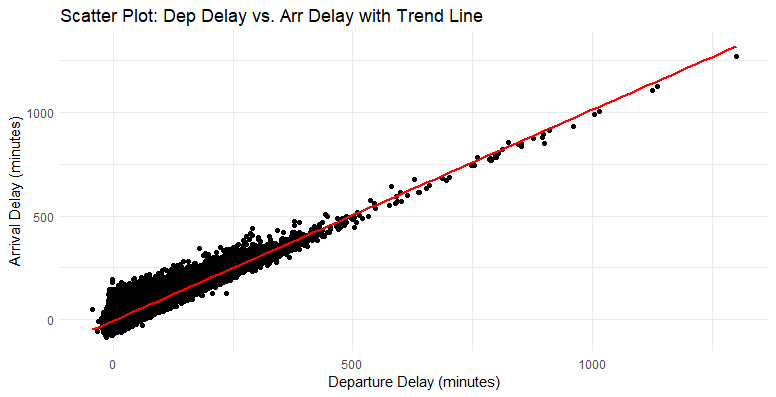 Scatter Plot: Dep Delay vs. Arr Delay with Trend Line
Arrival Delay (minutes)
1000
500
0
0 500 1000
Departure Delay (minutes)